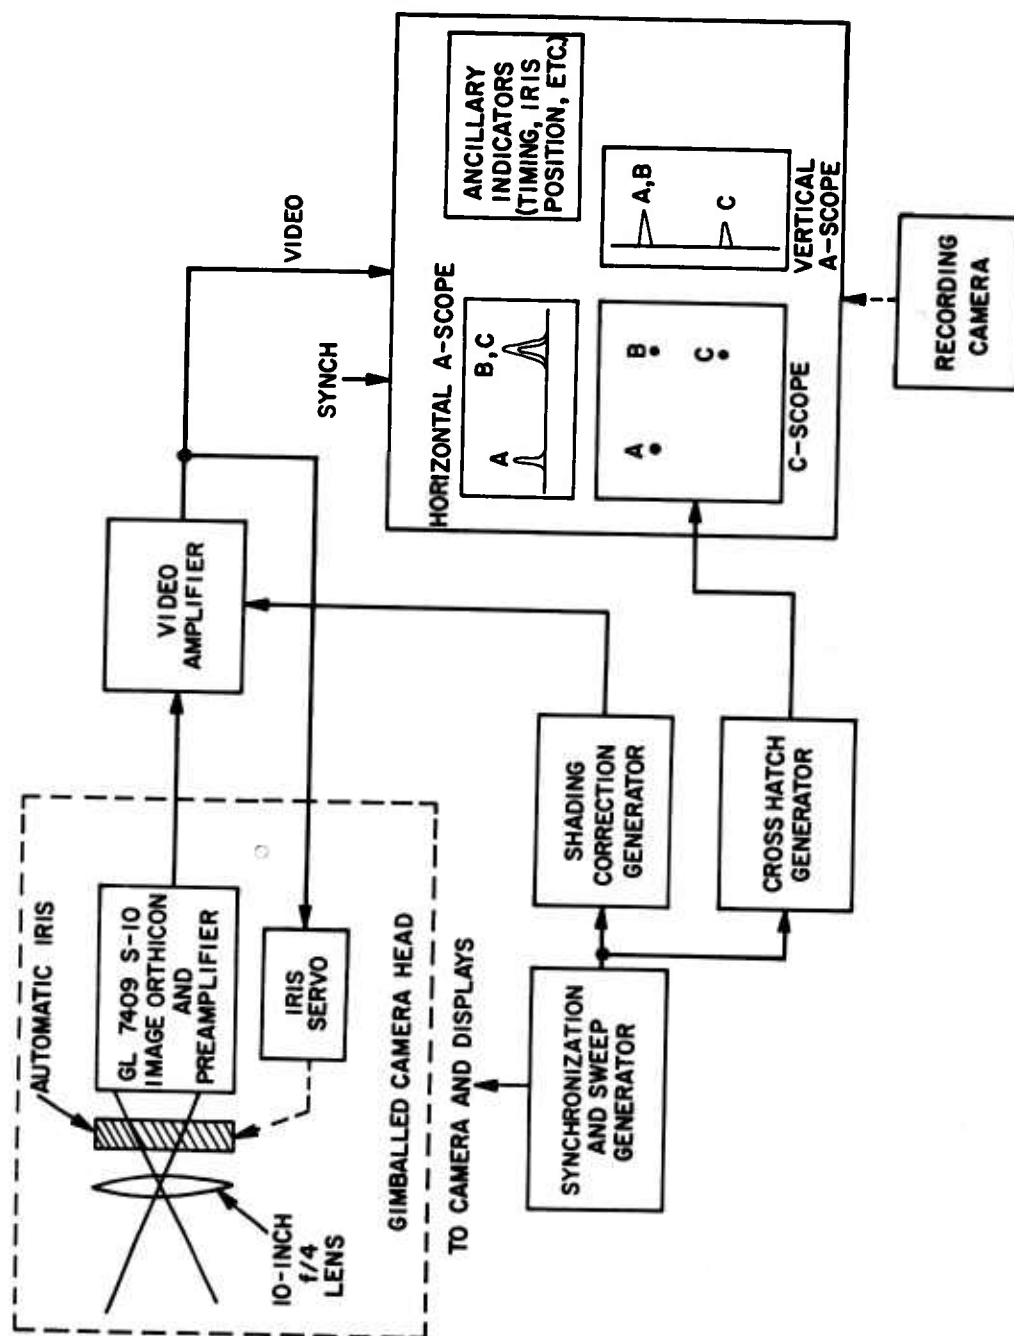 AUTOMATIC IRIS
GL 7409 S-10
IMAGE ORTHICON
AND
PREAMPLIFIER
10-INCH
f/4
LENS
IRIS
SERVO
GIMBALLED CAMERA HEAD
VIDEO
AMPLIFIER
VIDEO
SYNCH
TO CAMERA AND DISPLAYS
SYNCHRONIZATION
AND SWEEP
GENERATOR
SHADING
CORRECTION
GENERATOR
CROSS HATCH
GENERATOR
HORIZONTAL A-SCOPE
A
B,C
ANCILLARY
INDICATORS
(TIMING, IRIS
POSITION, ETC.)
A
B
C
C-SCOPE
A,B
C
VERTICAL
A-SCOPE
RECORDING
CAMERA